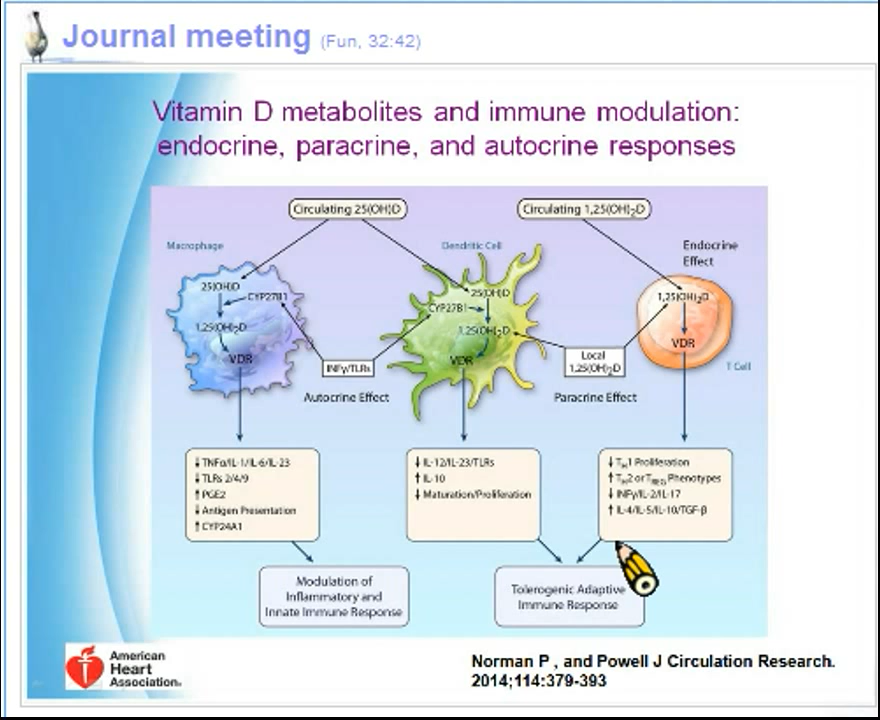 Journal meeting (Fun, 32:42)
Vitamin D metabolites and immune modulation:
endocrine, paracrine, and autocrine responses
Circulating 25(OH)D
Circulating 1,25(OH)₂D
Macrophage
Dendritic Cell
Endocrine
Effect
25(OH)D
CYP27B1
1,25(OH)₂D
VDR
25(OH)D
CYP27B1
1,25(OH)₂D
VDR
1,25(OH)₂D
VDR
T Cell
INFγ/TLRs
Local
1,25(OH)₂D
Autocrine Effect
Paracrine Effect
↓ TNFα/IL-1/IL-6/IL-23
↓ TLRs 2/4/9
↑ PGE2
↓ Antigen Presentation
↑ CYP24A1
↓ IL-12/IL-23/TLRs
↑ IL-10
↓ Maturation/Proliferation
↓ T_H1 Proliferation
↑ T_H2 or T_REG Phenotypes
↓ INFγ/IL-2/IL-17
↑ IL-4/IL-5/IL-10/TGF-β
Modulation of
Inflammatory and
Innate Immune Response
Tolerogenic Adaptive
Immune Response
American
Heart
Association®
Norman P , and Powell J Circulation Research.
2014;114:379-393